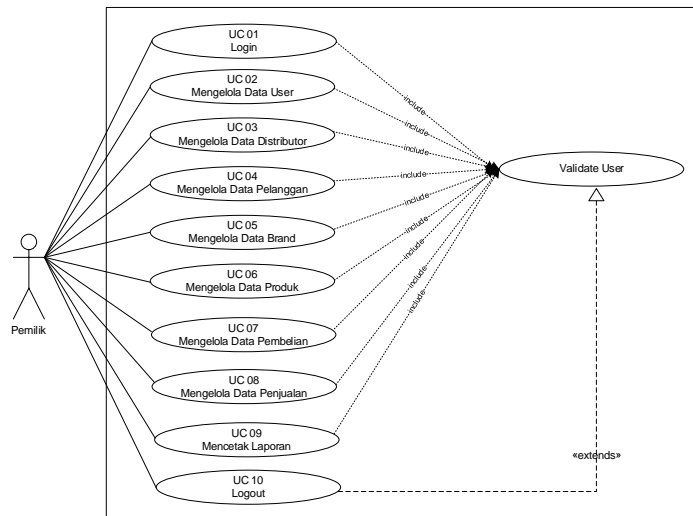 UC 01
Login
UC 02
Mengelola Data User
UC 03
Mengelola Data Distributor
UC 04
Mengelola Data Pelanggan
UC 05
Mengelola Data Brand
UC 06
Mengelola Data Produk
UC 07
Mengelola Data Pembelian
UC 08
Mengelola Data Penjualan
UC 09
Mencetak Laporan
UC 10
Logout
Pemilik
include
include
include
include
include
include
include
include
include
Validate User
«extends»